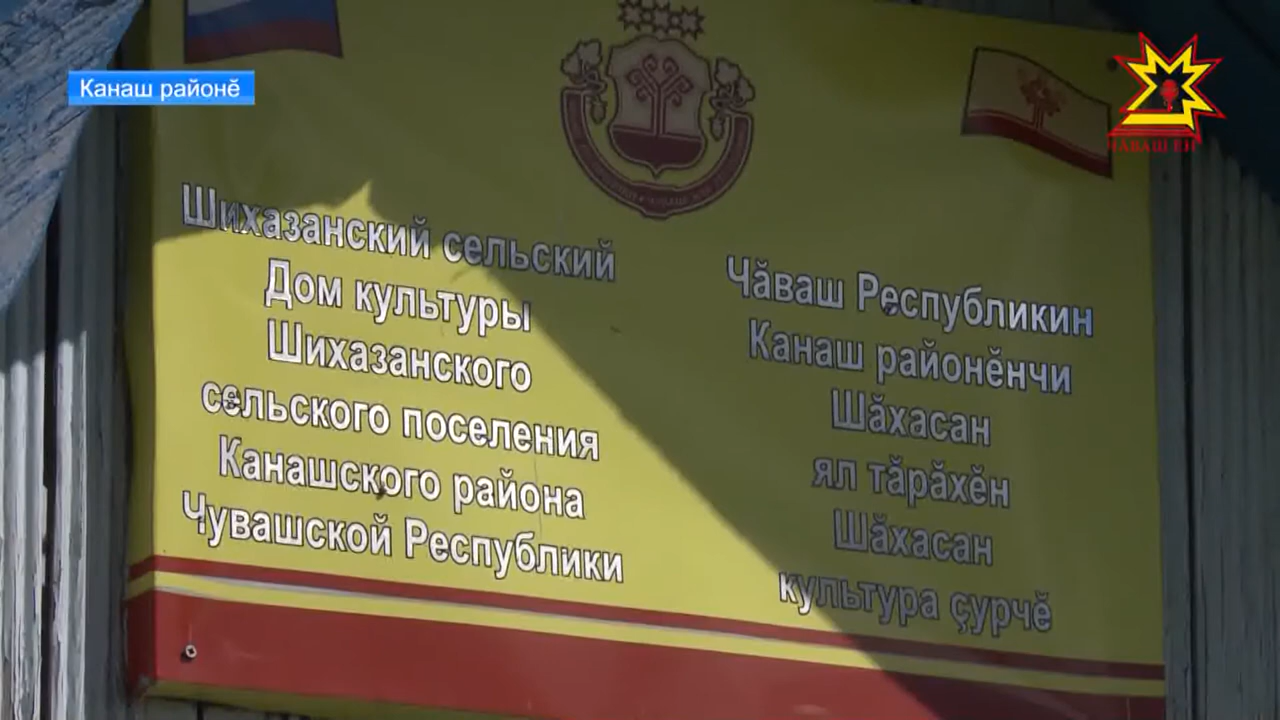 Канаш районӗ
ЧӐВАШ ЕН
Шихазанский сельский
Дом культуры
Шихазанского
сельского поселения
Канашского района
Чувашской Республики
Чӑваш Республикин
Канаш районӗнчи
Шӑхасан
ял тӑрӑхӗн
Шӑхасан
культура ҫурчӗ